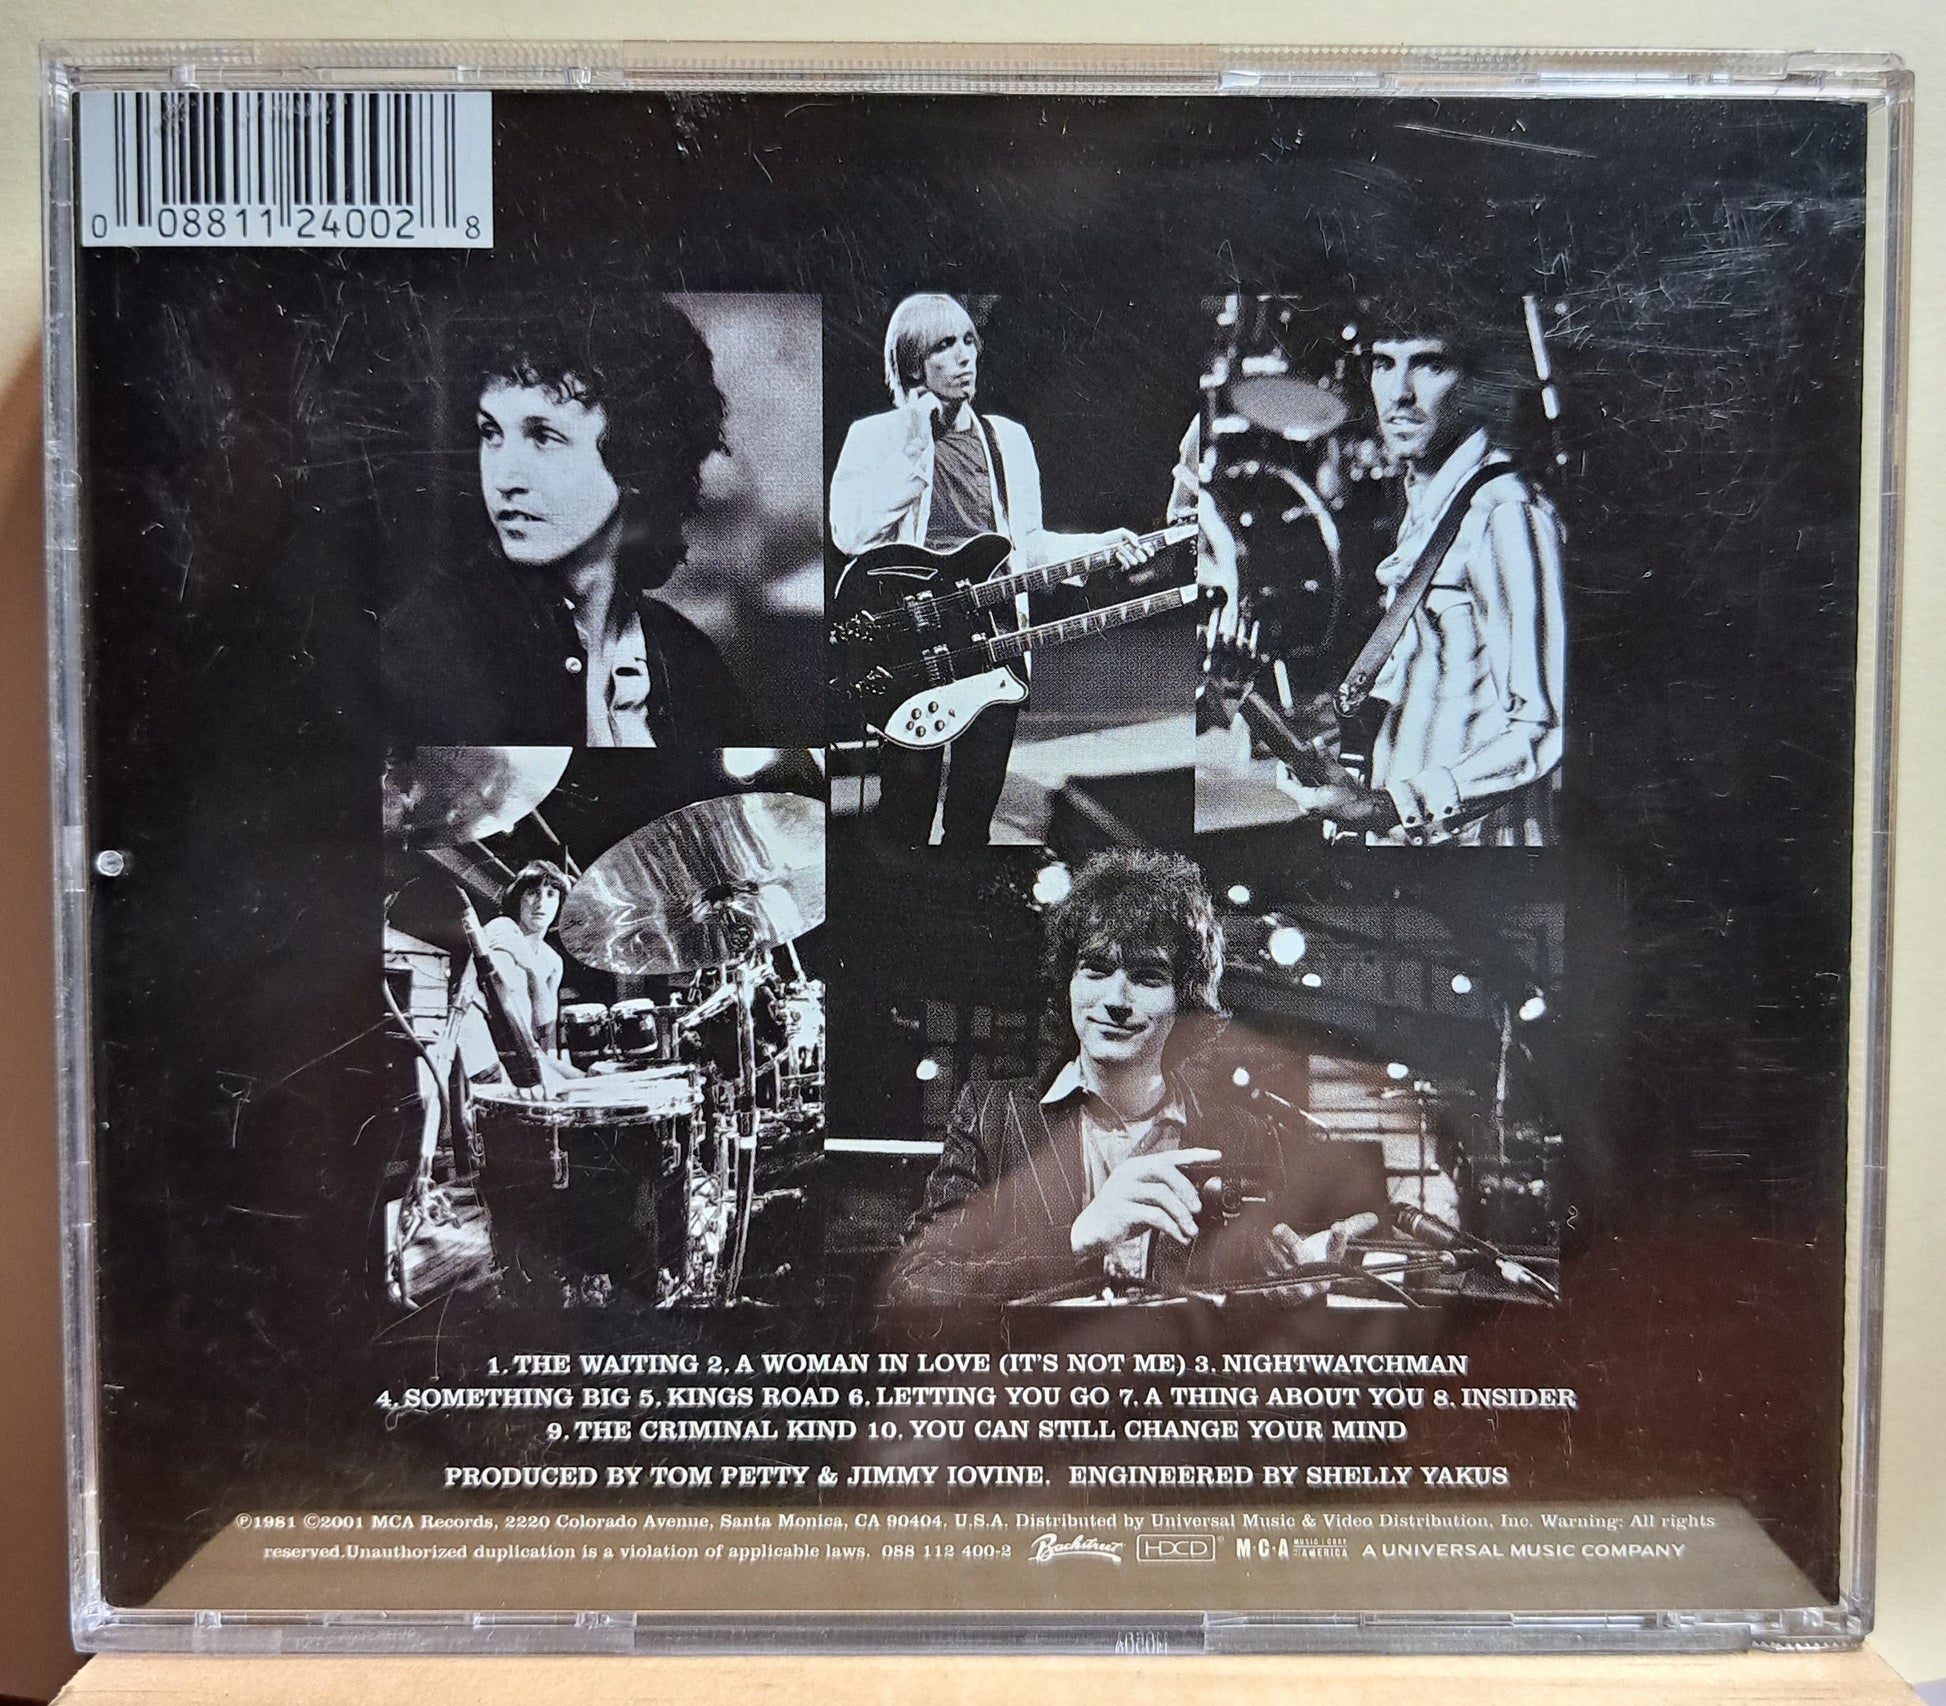 0 08811 24002 8
1. THE WAITING 2. A WOMAN IN LOVE (IT'S NOT ME) 3. NIGHTWATCHMAN
4. SOMETHING BIG 5. KINGS ROAD 6. LETTING YOU GO 7. A THING ABOUT YOU 8. INSIDER
9. THE CRIMINAL KIND 10. YOU CAN STILL CHANGE YOUR MIND
PRODUCED BY TOM PETTY & JIMMY IOVINE. ENGINEERED BY SHELLY YAKUS
℗1981 ©2001 MCA Records, 2220 Colorado Avenue, Santa Monica, CA 90404. U.S.A. Distributed by Universal Music & Video Distribution, Inc. Warning: All rights
reserved.Unauthorized duplication is a violation of applicable laws. 088 112 400-2 Backstreet HDCD® M·C·A MUSIC CORP OF AMERICA A UNIVERSAL MUSIC COMPANY